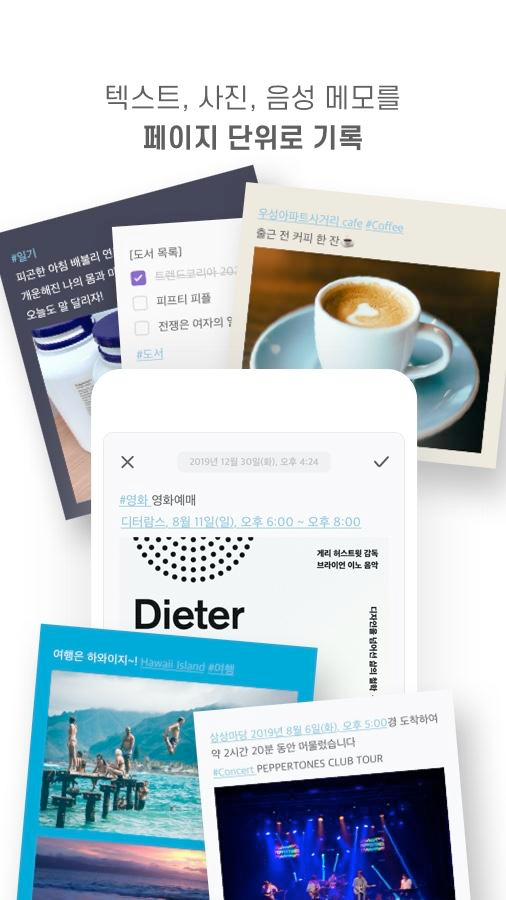 텍스트, 사진, 음성 메모를
페이지 단위로 기록
#일기
피곤한 아침 배불리
개운해진 나의 몸과
오늘도 말 달리자!
[도서 목록]
트렌드코리아
피프티 피플
전쟁은 여자의
#도서
우성아파트사거리 cafe #Coffee
출근 전 커피 한 잔☕
2019년 12월 30일(화), 오후 4:24
#영화 영화예매
디터람스, 8월 11일(일), 오후 6:00 ~ 오후 8:00
게리 허스트윗 감독
브라이언 이노 음악
Dieter
디자인을 넘어선 삶의 철학
여행은 하와이지~! Hawaii Island #여행
삼성마당 2019년 8월 6일(화), 오후 5:00경 도착하여
약 2시간 20분 동안 머물렀습니다
#Concert PEPPERTONES CLUB TOUR